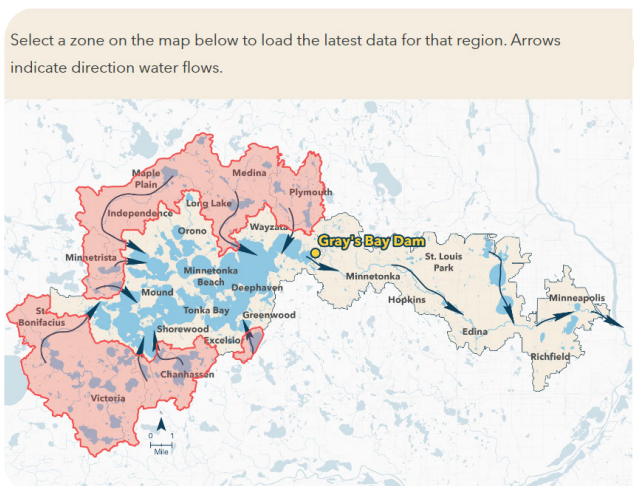 Select a zone on the map below to load the latest data for that region. Arrows
indicate direction water flows.
Maple
Plain
Medina
Plymouth
Long Lake
Independence
Orono
Wayzata
Gray's Bay Dam
Minnetrista
Minnetonka
Beach
Deephaven
Minnetonka
St. Louis
Park
Mound
Hopkins
Minneapolis
St.
Bonifacius
Tonka Bay
Greenwood
Shorewood
Excelsio
Edina
Richfield
Chanhassen
Victoria
0 1
Mile